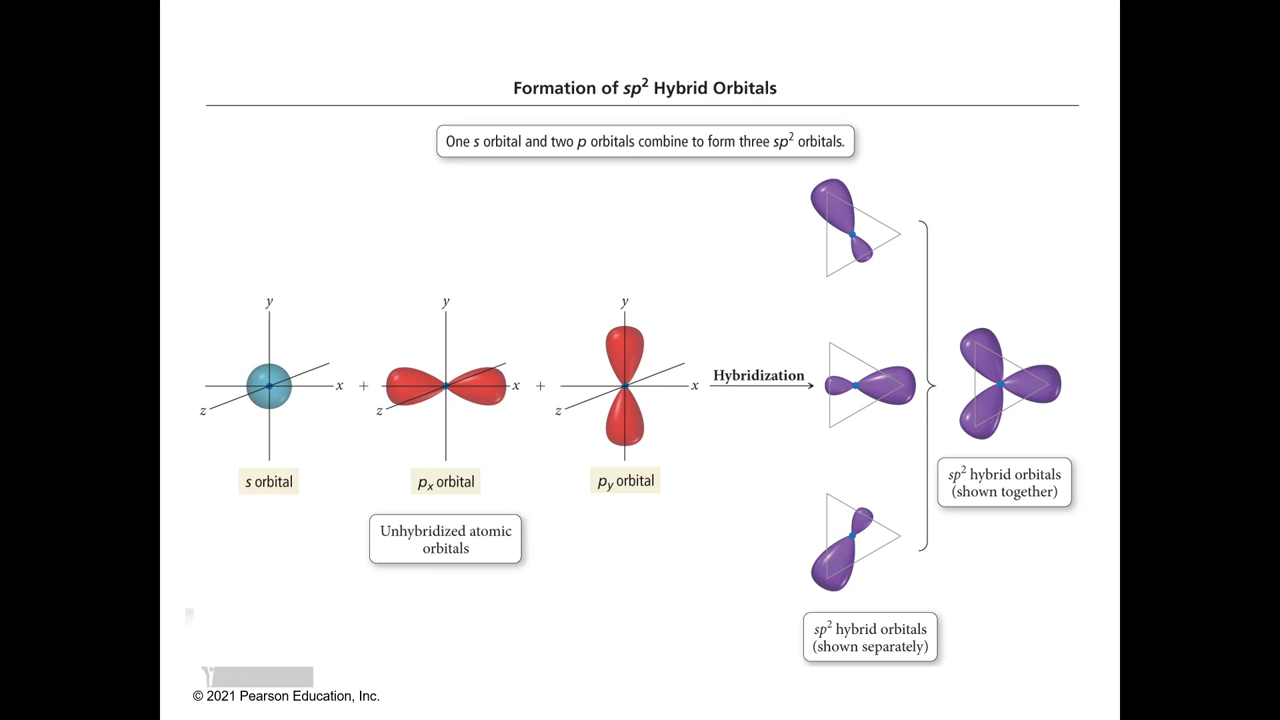 Formation of sp² Hybrid Orbitals
One s orbital and two p orbitals combine to form three sp² orbitals.
y
x
z
s orbital
+
y
x
z
pₓ orbital
+
y
x
z
p_y orbital
Unhybridized atomic
orbitals
Hybridization
sp² hybrid orbitals
(shown separately)
sp² hybrid orbitals
(shown together)
© 2021 Pearson Education, Inc.